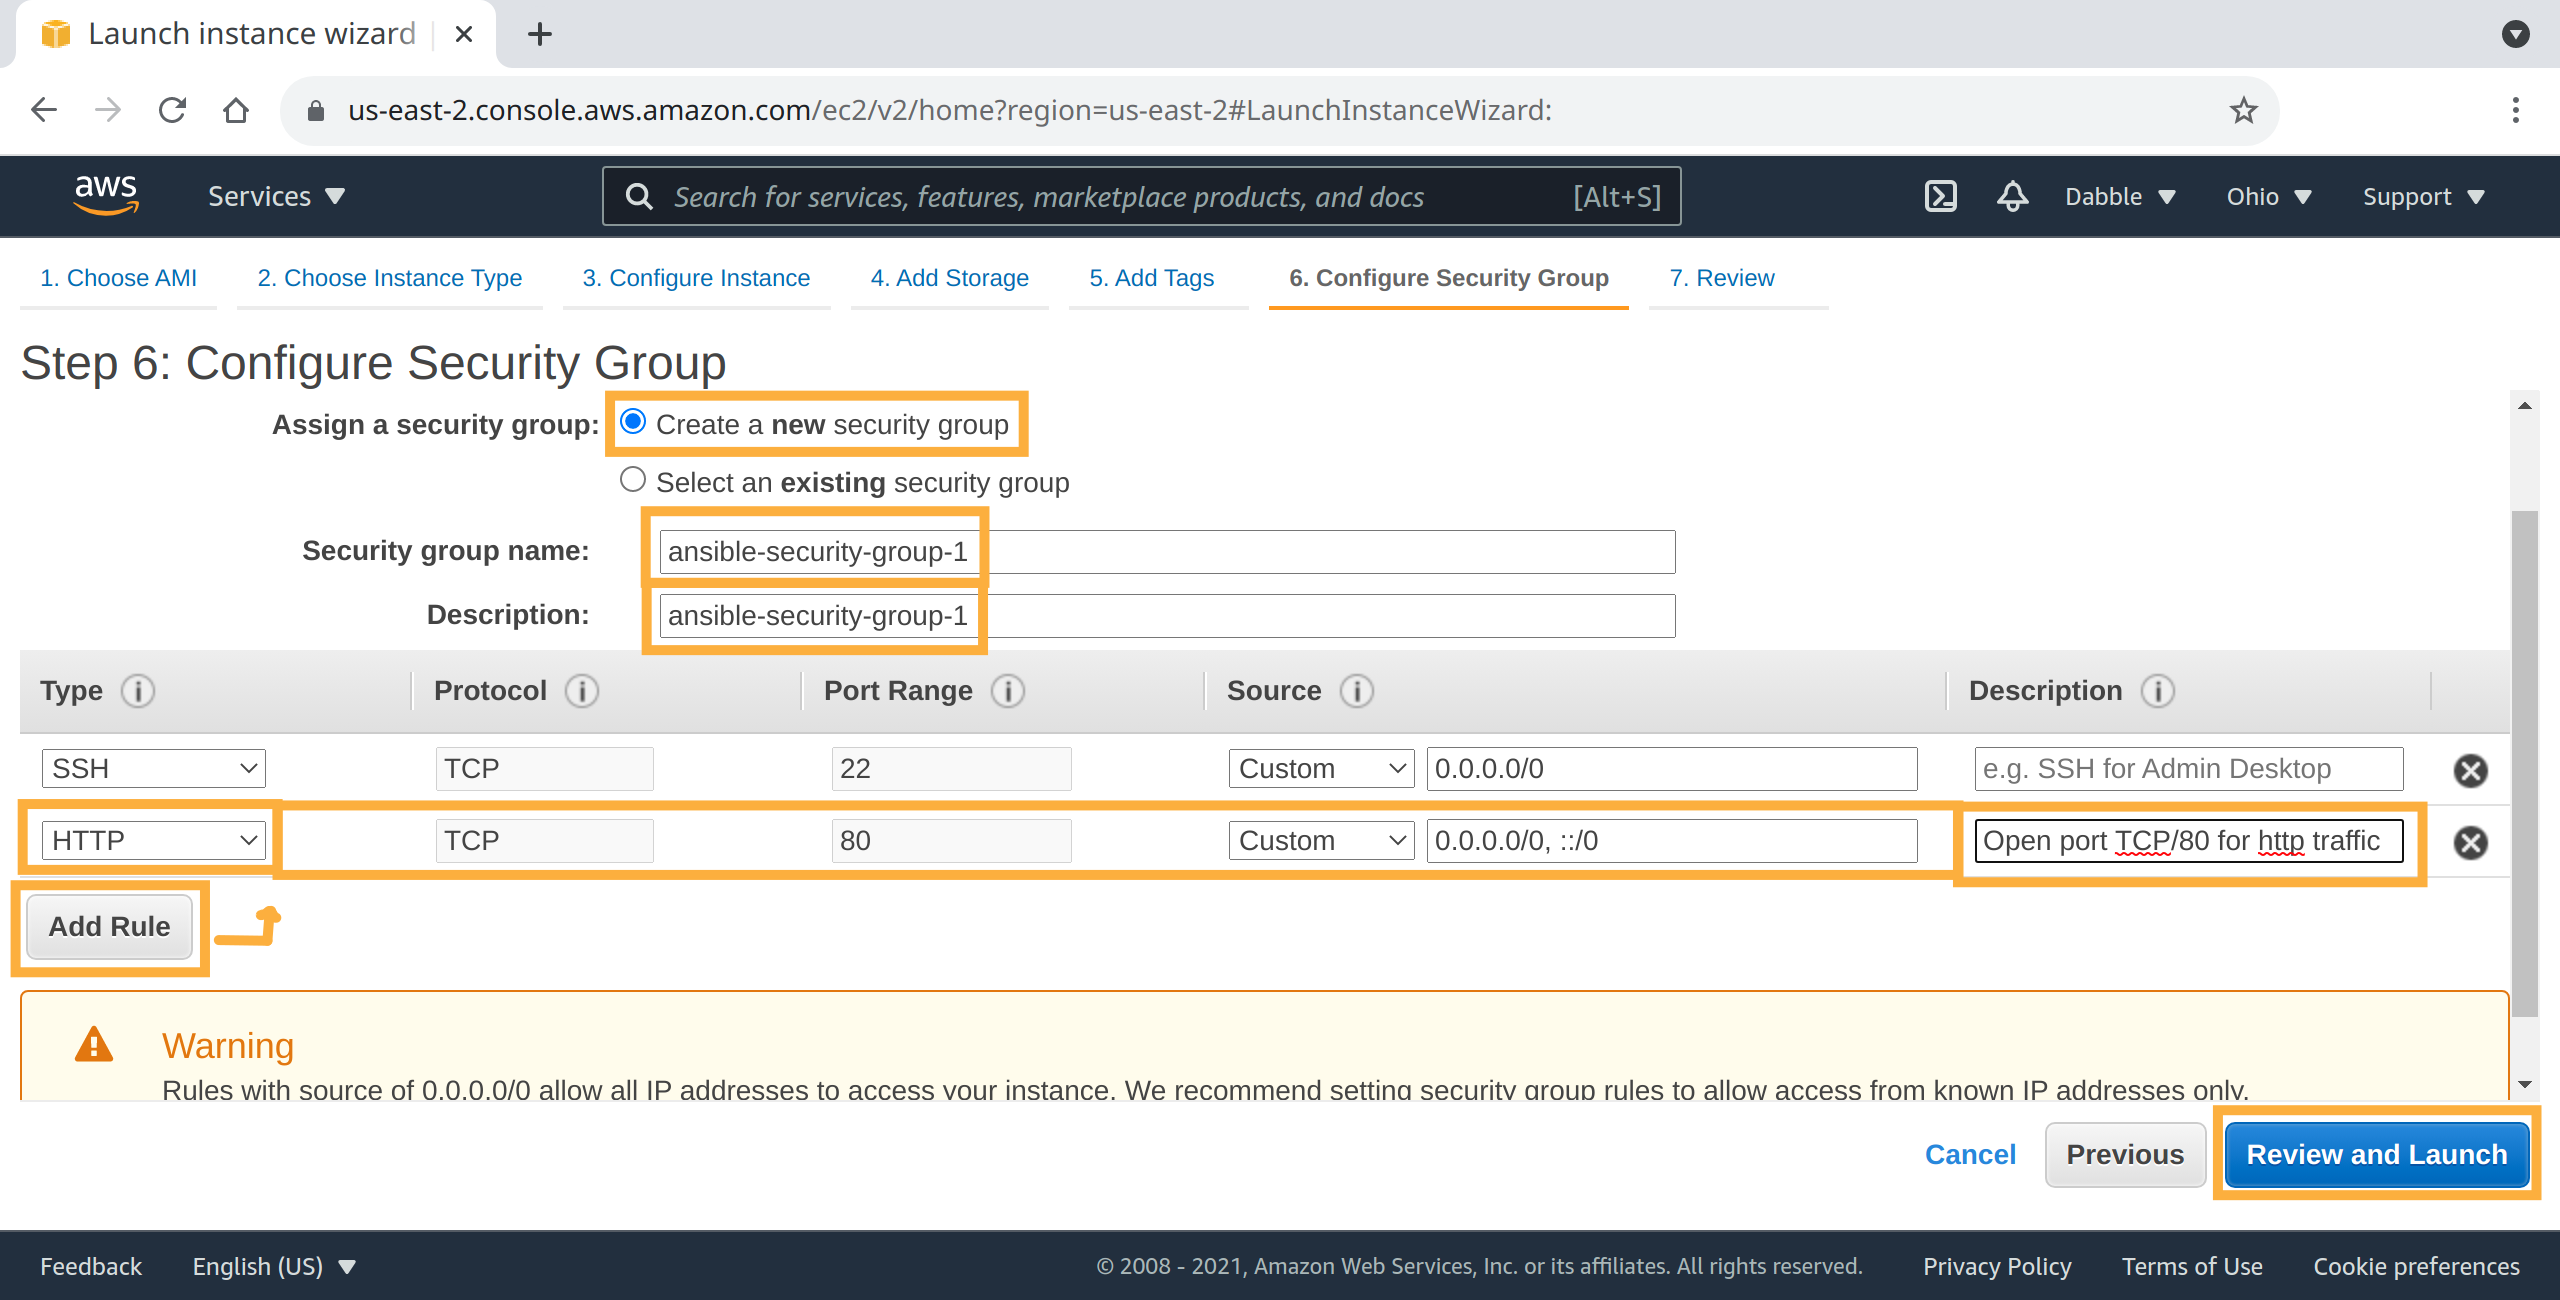 Launch instance wizard
us-east-2.console.aws.amazon.com/ec2/v2/home?region=us-east-2#LaunchInstanceWizard:
aws Services Search for services, features, marketplace products, and docs [Alt+S] Dabble Ohio Support
1. Choose AMI 2. Choose Instance Type 3. Configure Instance 4. Add Storage 5. Add Tags 6. Configure Security Group 7. Review
Step 6: Configure Security Group
Assign a security group: Create a new security group
Select an existing security group
Security group name: ansible-security-group-1
Description: ansible-security-group-1
Type i Protocol i Port Range i Source i Description i
SSH TCP 22 Custom 0.0.0.0/0 e.g. SSH for Admin Desktop
HTTP TCP 80 Custom 0.0.0.0/0, ::/0 Open port TCP/80 for http traffic
Add Rule
Warning
Rules with source of 0.0.0.0/0 allow all IP addresses to access your instance. We recommend setting security group rules to allow access from known IP addresses only.
Cancel Previous Review and Launch
Feedback English (US) © 2008 - 2021, Amazon Web Services, Inc. or its affiliates. All rights reserved. Privacy Policy Terms of Use Cookie preferences